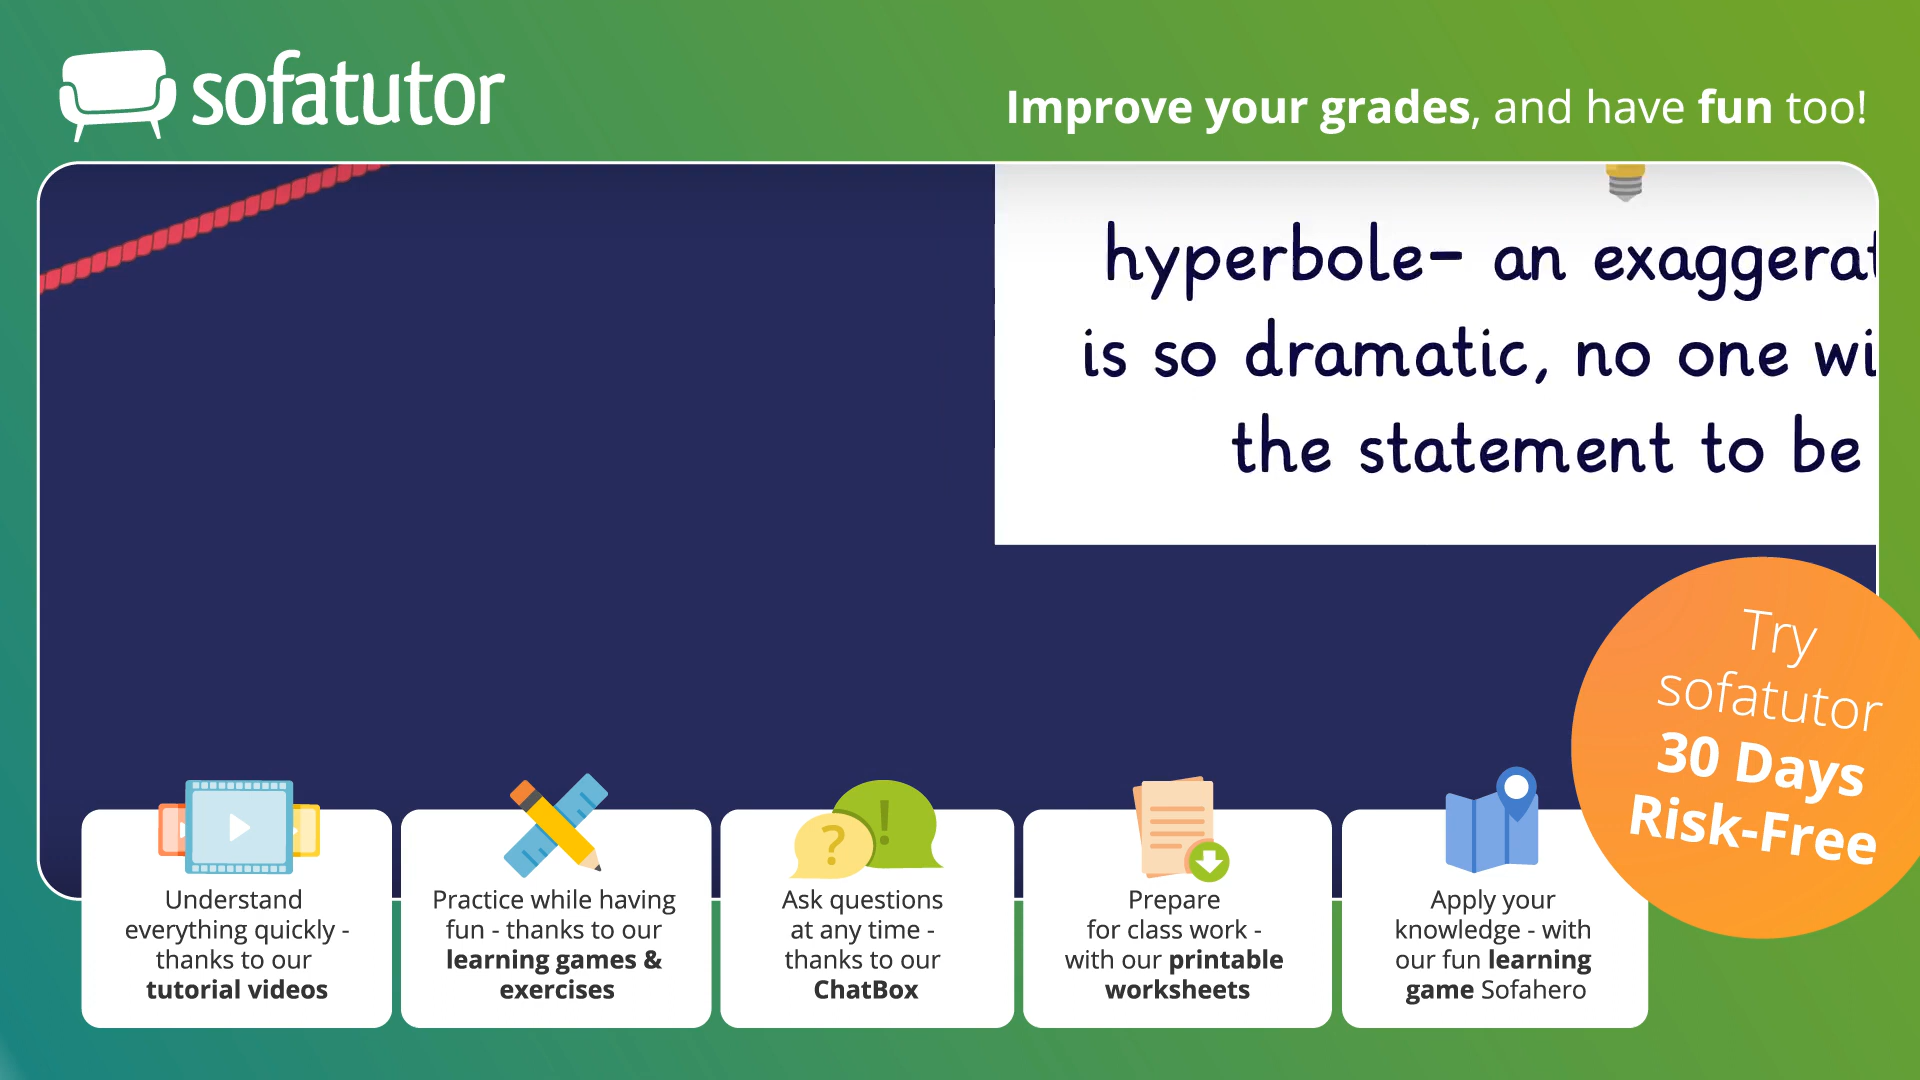 sofatutor
Improve your grades, and have fun too!
hyperbole- an exaggerat
is so dramatic, no one wi
the statement to be
Try
sofatutor
30 Days
Risk-Free
Understand
everything quickly -
thanks to our
tutorial videos
Practice while having
fun - thanks to our
learning games &
exercises
Ask questions
at any time -
thanks to our
ChatBox
Prepare
for class work -
with our printable
worksheets
Apply your
knowledge - with
our fun learning
game Sofahero